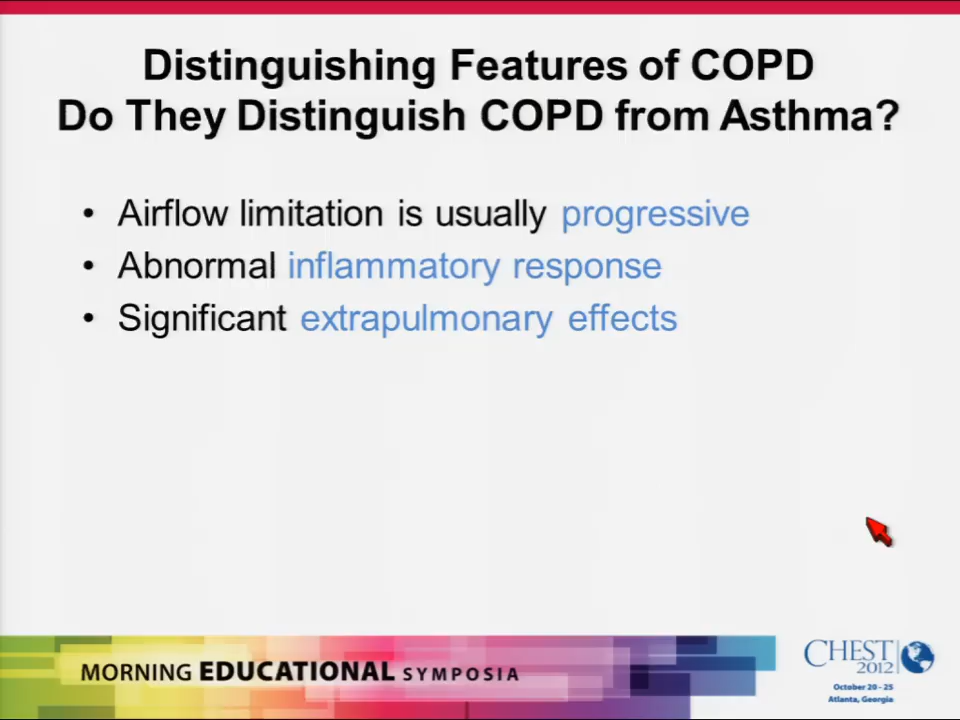 Distinguishing Features of COPD
Do They Distinguish COPD from Asthma?
• Airflow limitation is usually progressive
• Abnormal inflammatory response
• Significant extrapulmonary effects
MORNING EDUCATIONAL SYMPOSIA
CHEST
2012
October 20 - 25
Atlanta, Georgia